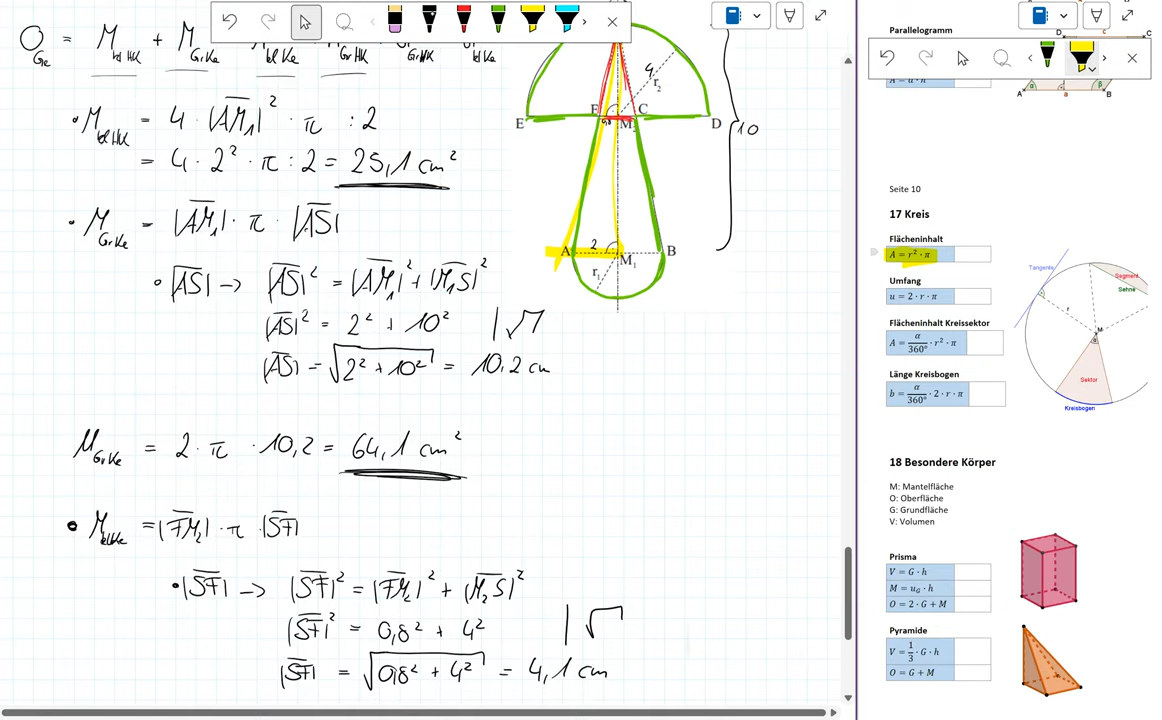 O_Ge = M_klHK + M_GrKe
· M_klHK = 4 · |AM₁|² · π : 2
= 4 · 2² · π : 2 = 25,1 cm²
· M_GrKe = |AM₁| · π · |AS|
· |AS| → |AS|² = |AM₁|² + |M₁S|²
|AS|² = 2² + 10² | √
|AS| = √2² + 10² = 10,2 cm
M_GrKe = 2 · π · 10,2 = 64,1 cm²
· M_klKe = |FM₂| · π · |SF|
· |SF| → |SF|² = |FM₂|² + |M₂S|²
|SF|² = 0,8² + 4² | √
|SF| = √0,8² + 4² = 4,1 cm
4
r₂
F
C
0,8
E
M₂
D
10
A
2
B
M₁
r₁
Parallelogramm
A = a · h
D
c
C
α
β
A
a
B
Seite 10
17 Kreis
Flächeninhalt
A = r² · π
Umfang
u = 2 · r · π
Flächeninhalt Kreissektor
A = α/360° · r² · π
Länge Kreisbogen
b = α/360° · 2 · r · π
Tangente
Segment
Sehne
r
M
α
Sektor
Kreisbogen
18 Besondere Körper
M: Mantelfläche
O: Oberfläche
G: Grundfläche
V: Volumen
Prisma
V = G · h
M = u_G · h
O = 2 · G + M
Pyramide
V = 1/3 · G · h
O = G + M